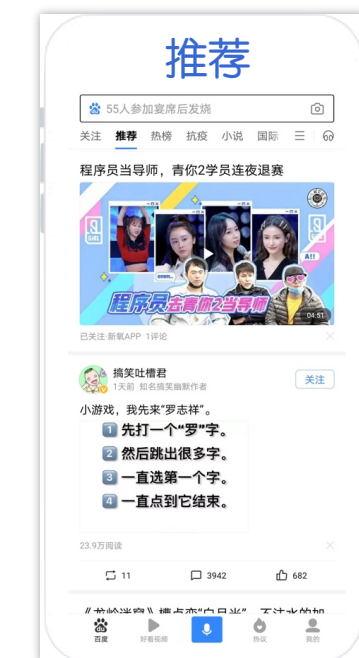 推荐
55人参加宴席后发烧
关注 推荐 热榜 抗疫 小说 国际
程序员当导师，青你2学员连夜退赛
A!!
程序员去青你2当导师
04:51
已关注·新氧APP 1评论
搞笑吐槽君
1天前 知名搞笑幽默作者
关注
小游戏，我先来"罗志祥"。
1 先打一个“罗”字。
2 然后跳出很多字。
3 一直选第一个字。
4 一直点到它结束。
23.9万阅读
11 3942 682
百度 好看视频 热议 我的